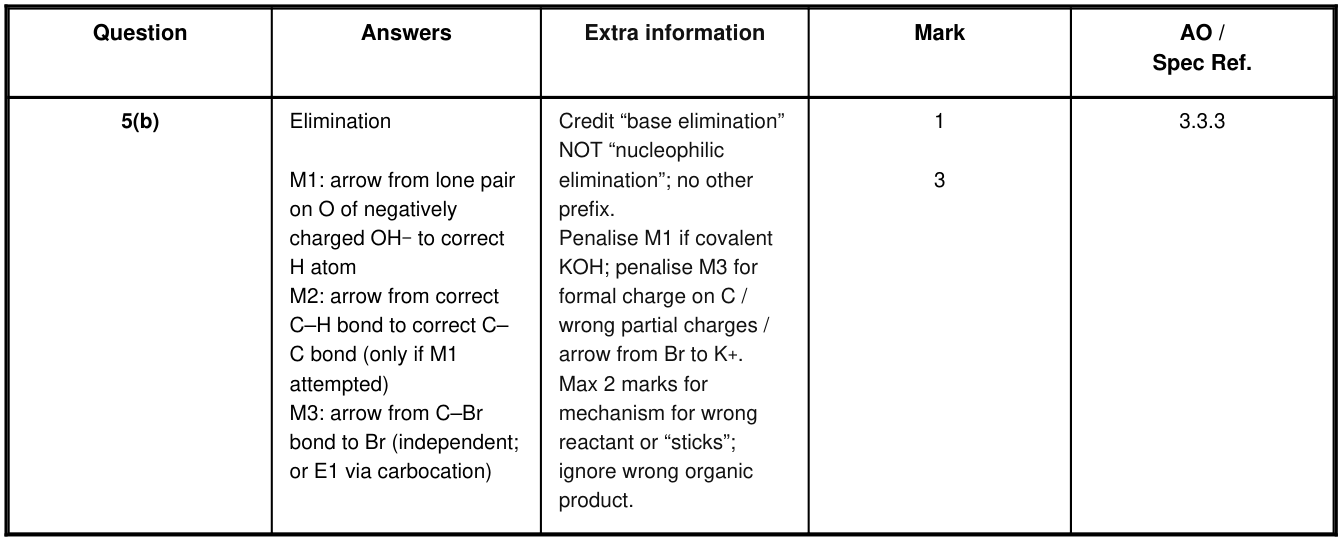 Question Answers Extra information Mark AO /
Spec Ref.
5(b)
Elimination
M1: arrow from lone pair
on O of negatively
charged OH− to correct
H atom
M2: arrow from correct
C–H bond to correct C–
C bond (only if M1
attempted)
M3: arrow from C–Br
bond to Br (independent;
or E1 via carbocation)
Credit “base elimination”
NOT “nucleophilic
elimination”; no other
prefix.
Penalise M1 if covalent
KOH; penalise M3 for
formal charge on C /
wrong partial charges /
arrow from Br to K+.
Max 2 marks for
mechanism for wrong
reactant or “sticks”;
ignore wrong organic
product.
1
3
3.3.3